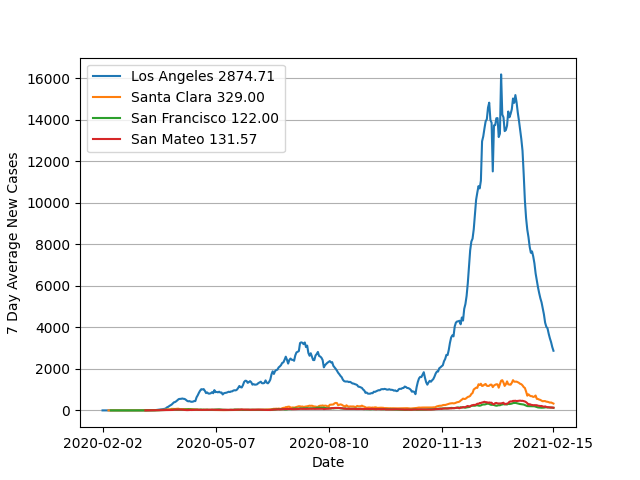 Los Angeles 2874.71
Santa Clara 329.00
San Francisco 122.00
San Mateo 131.57
7 Day Average New Cases
16000
14000
12000
10000
8000
6000
4000
2000
0
2020-02-02 2020-05-07 2020-08-10 2020-11-13 2021-02-15
Date